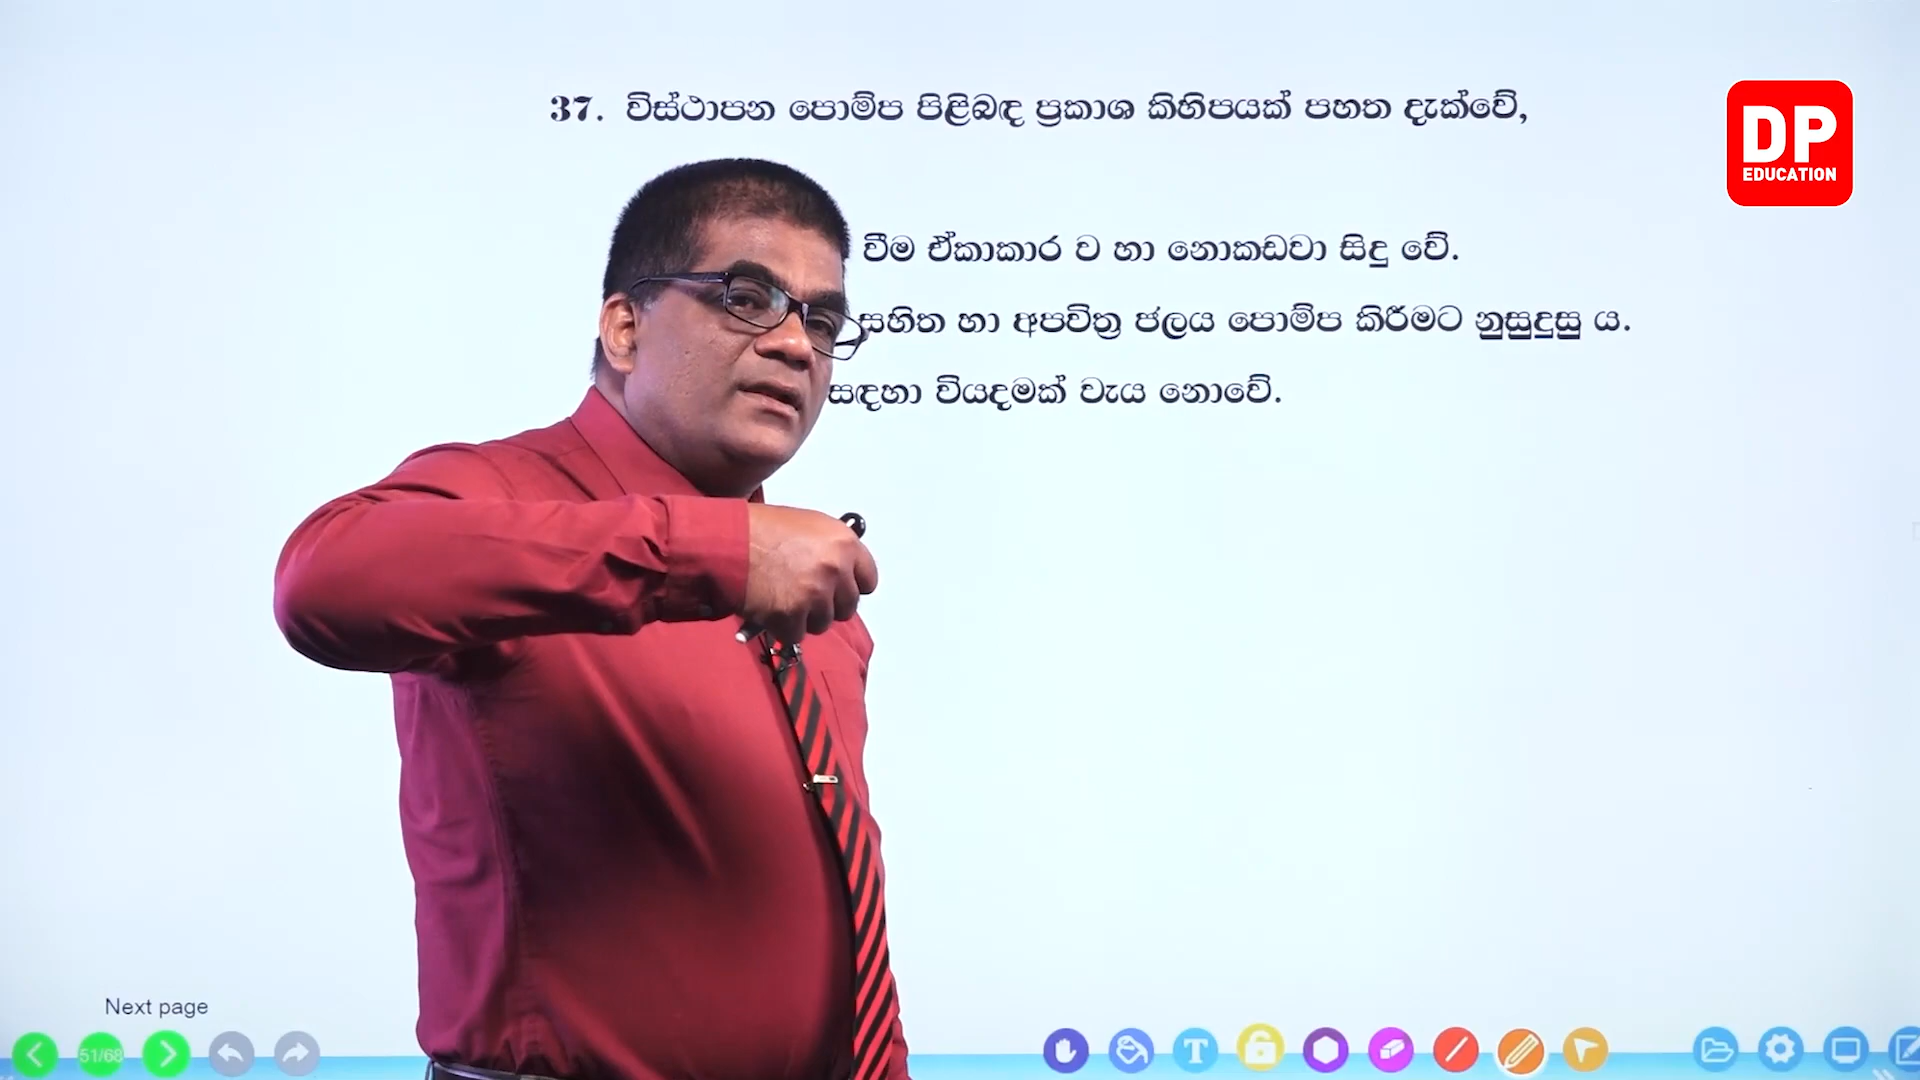 37. විස්ථාපන පොම්ප පිළිබඳ ප්‍රකාශ කිහිපයක් පහත දැක්වේ,
DP
EDUCATION
වීම ඒකාකාර ව හා නොකඩවා සිදු වේ.
සහිත හා අපවිත්‍ර ජලය පොම්ප කිරීමට නුසුදුසු ය.
සඳහා වියදමක් වැය නොවේ.
Next page
51/68